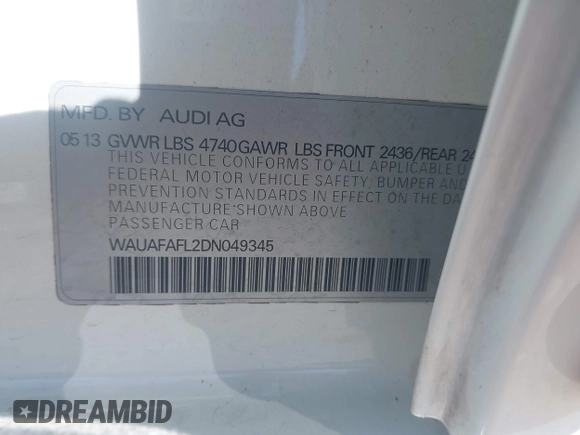 MFD. BY AUDI AG
05 13 GVWR LBS 4740 GAWR LBS FRONT 2436/REAR 24
THIS VEHICLE CONFORMS TO ALL APPLICABLE
FEDERAL MOTOR VEHICLE SAFETY, BUMPER AND
PREVENTION STANDARDS IN EFFECT ON THE DA
MANUFACTURE SHOWN ABOVE
PASSENGER CAR
WAUAFAFL2DN049345
DREAMBID